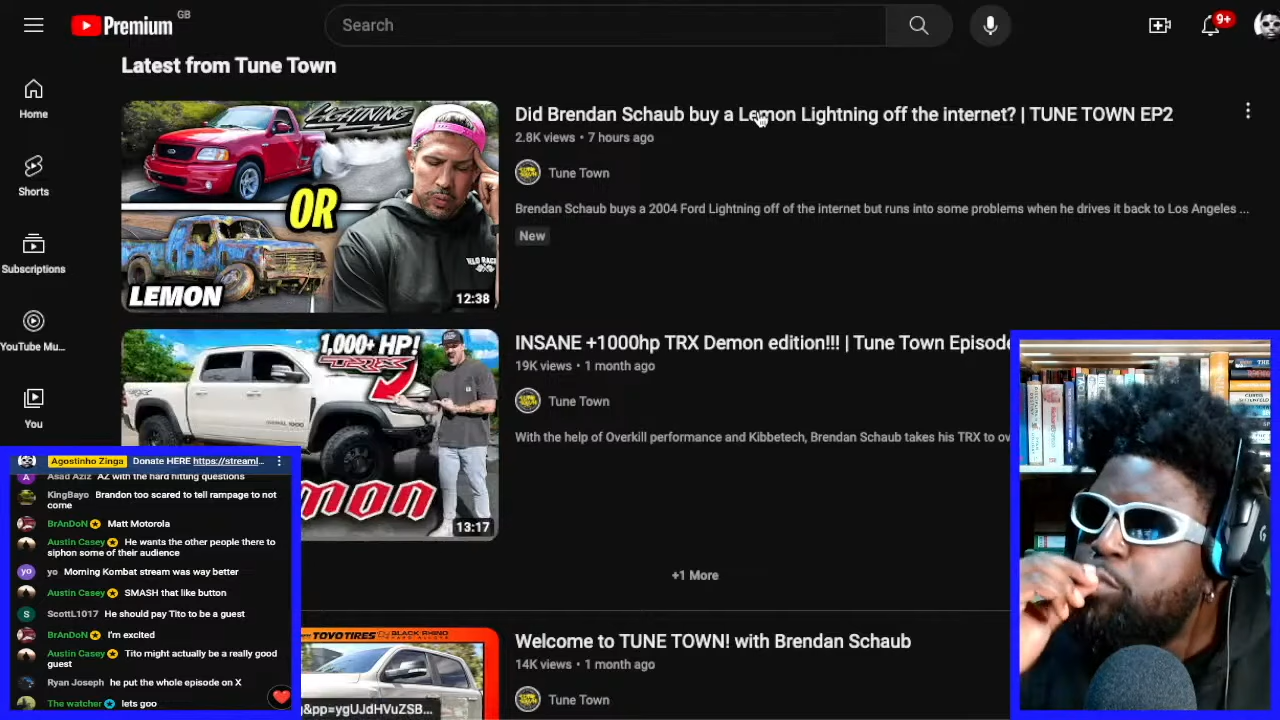 Premium
GB
Search
9+
Home
Shorts
Subscriptions
YouTube Mu...
You
Latest from Tune Town
LIGHTNING
OR
LEMON
12:38
Did Brendan Schaub buy a Lemon Lightning off the internet? | TUNE TOWN EP2
2.8K views • 7 hours ago
Tune Town
Brendan Schaub buys a 2004 Ford Lightning off of the internet but runs into some problems when he drives it back to Los Angeles ...
New
1,000+ HP!
TRX
mon
13:17
INSANE +1000hp TRX Demon edition!!! | Tune Town Episode
19K views • 1 month ago
Tune Town
With the help of Overkill performance and Kibbetech, Brendan Schaub takes his TRX to ov
+1 More
TOYO TIRES
BLACK RHINO
Welcome to TUNE TOWN! with Brendan Schaub
14K views • 1 month ago
Tune Town
g&pp=ygUJdHVuZSB...
Agostinho Zinga Donate HERE https://streaml...
Asad Aziz AZ with the hard hitting questions
KingBayo Brandon too scared to tell rampage to not
come
BrAnDoN Matt Motorola
Austin Casey He wants the other people there to
siphon some of their audience
yo yo Morning Kombat stream was way better
Austin Casey SMASH that like button
S ScottL1017 He should pay Tito to be a guest
BrAnDoN I'm excited
Austin Casey Tito might actually be a really good
guest
Ryan Joseph he put the whole episode on X
The watcher lets goo